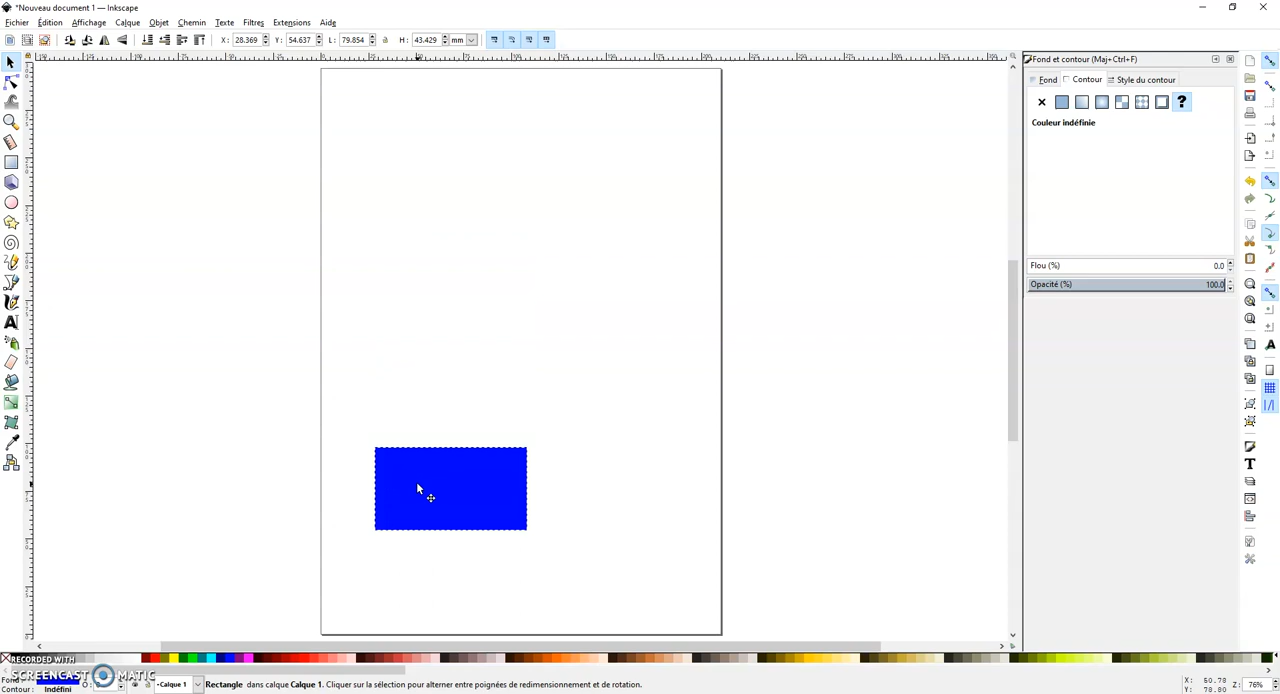 *Nouveau document 1 — Inkscape
Fichier Édition Affichage Calque Objet Chemin Texte Filtres Extensions Aide
X: 28.369 Y: 54.637 L: 79.854 H: 43.429 mm
Fond et contour (Maj+Ctrl+F)
Fond Contour Style du contour
?
Couleur indéfinie
Flou (%) 0.0
Opacité (%) 100.0
RECORDED WITH
SCREENCAST MATIC
Fond :
Contour : Indéfini
O:
Calque 1
Rectangle dans calque Calque 1. Cliquer sur la sélection pour alterner entre poignées de redimensionnement et de rotation.
X: 50.78
Y: 78.80
Z: 76%